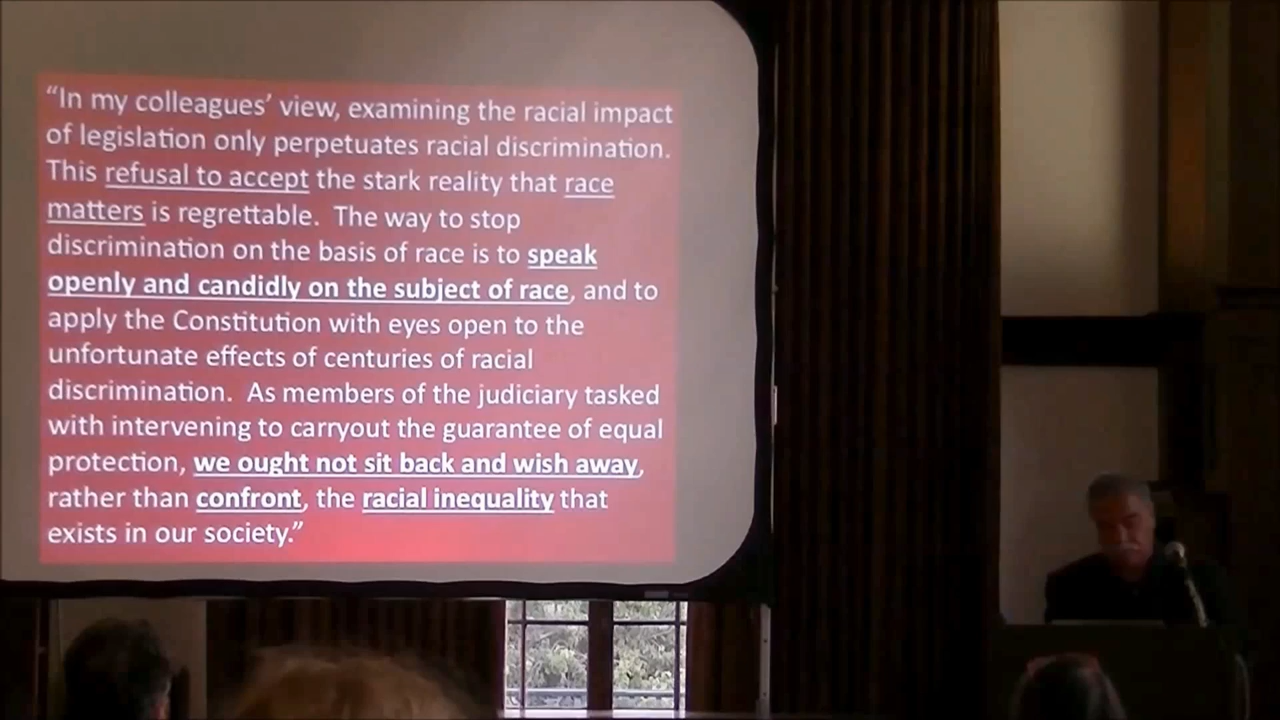 “In my colleagues’ view, examining the racial impact
of legislation only perpetuates racial discrimination.
This refusal to accept the stark reality that race
matters is regrettable.  The way to stop
discrimination on the basis of race is to speak
openly and candidly on the subject of race, and to
apply the Constitution with eyes open to the
unfortunate effects of centuries of racial
discrimination.  As members of the judiciary tasked
with intervening to carryout the guarantee of equal
protection, we ought not sit back and wish away,
rather than confront, the racial inequality that
exists in our society.”